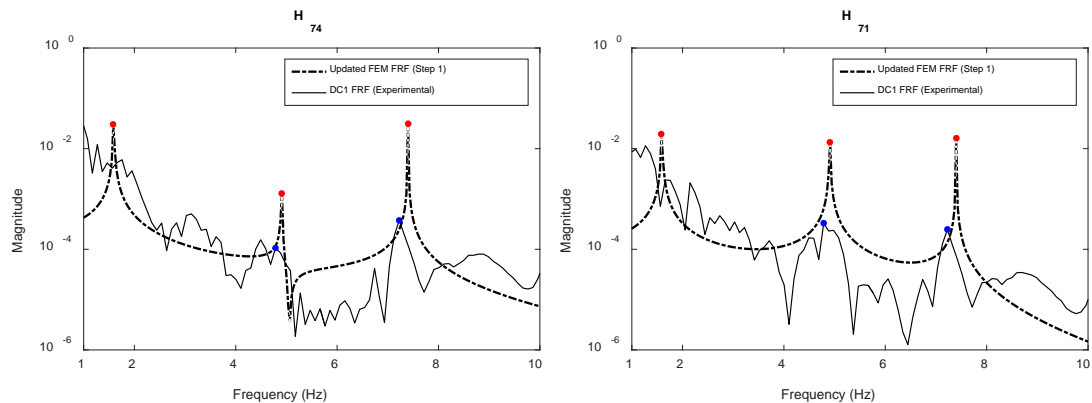 H
74
10 0
10 -2
10 -4
10 -6
Magnitude
Updated FEM FRF (Step 1)
DC1 FRF (Experimental)
1 2 4 6 8 10
Frequency (Hz)
H
71
10 0
10 -2
10 -4
10 -6
Magnitude
Updated FEM FRF (Step 1)
DC1 FRF (Experimental)
1 2 4 6 8 10
Frequency (Hz)